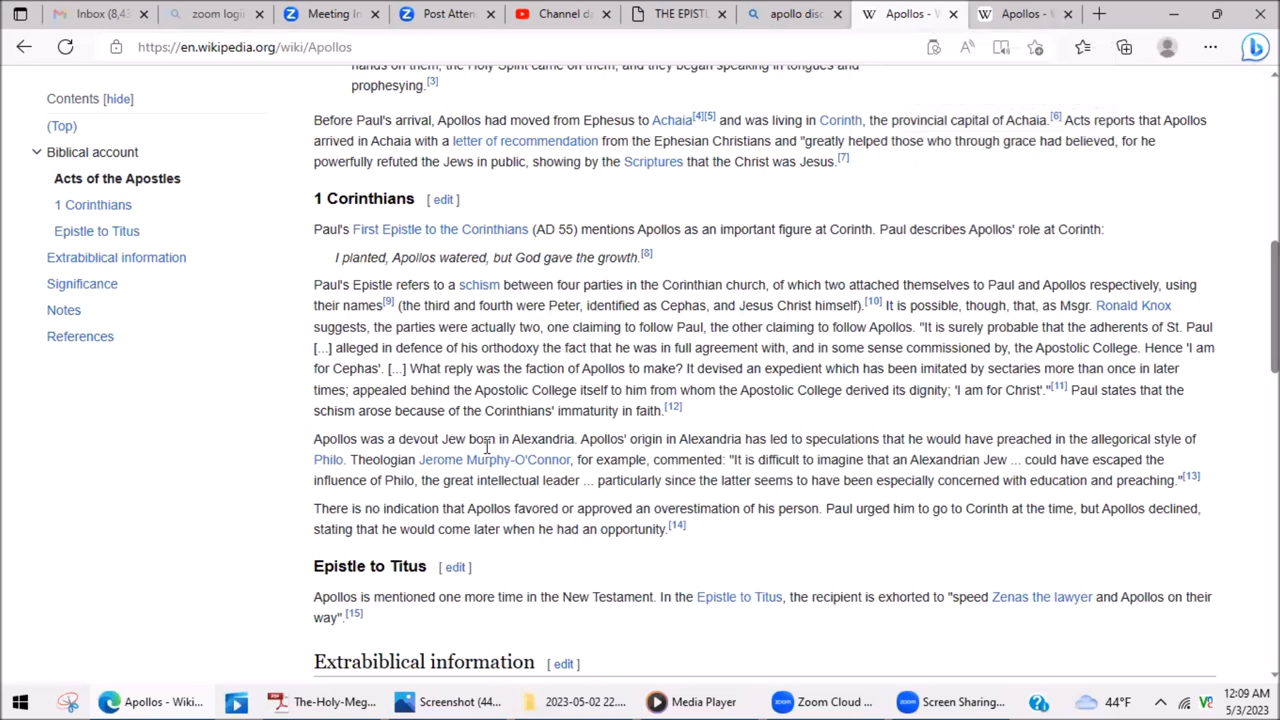 Inbox (8,43
zoom login
Meeting In
Post Atten
Channel da
THE EPISTL
apollo disc
Apollos - W
Apollos - W
https://en.wikipedia.org/wiki/Apollos
Contents [hide]
(Top)
Biblical account
Acts of the Apostles
1 Corinthians
Epistle to Titus
Extrabiblical information
Significance
Notes
References
hands on them, the Holy Spirit came on them, and they began speaking in tongues and
prophesying.[3]
Before Paul's arrival, Apollos had moved from Ephesus to Achaia[4][5] and was living in Corinth, the provincial capital of Achaia.[6] Acts reports that Apollos
arrived in Achaia with a letter of recommendation from the Ephesian Christians and "greatly helped those who through grace had believed, for he
powerfully refuted the Jews in public, showing by the Scriptures that the Christ was Jesus.[7]
1 Corinthians [ edit ]
Paul's First Epistle to the Corinthians (AD 55) mentions Apollos as an important figure at Corinth. Paul describes Apollos' role at Corinth:
I planted, Apollos watered, but God gave the growth.[8]
Paul's Epistle refers to a schism between four parties in the Corinthian church, of which two attached themselves to Paul and Apollos respectively, using
their names[9] (the third and fourth were Peter, identified as Cephas, and Jesus Christ himself).[10] It is possible, though, that, as Msgr. Ronald Knox
suggests, the parties were actually two, one claiming to follow Paul, the other claiming to follow Apollos. "It is surely probable that the adherents of St. Paul
[...] alleged in defence of his orthodoxy the fact that he was in full agreement with, and in some sense commissioned by, the Apostolic College. Hence 'I am
for Cephas'. [...] What reply was the faction of Apollos to make? It devised an expedient which has been imitated by sectaries more than once in later
times; appealed behind the Apostolic College itself to him from whom the Apostolic College derived its dignity; 'I am for Christ'."[11] Paul states that the
schism arose because of the Corinthians' immaturity in faith.[12]
Apollos was a devout Jew born in Alexandria. Apollos' origin in Alexandria has led to speculations that he would have preached in the allegorical style of
Philo. Theologian Jerome Murphy-O'Connor, for example, commented: "It is difficult to imagine that an Alexandrian Jew ... could have escaped the
influence of Philo, the great intellectual leader ... particularly since the latter seems to have been especially concerned with education and preaching."[13]
There is no indication that Apollos favored or approved an overestimation of his person. Paul urged him to go to Corinth at the time, but Apollos declined,
stating that he would come later when he had an opportunity.[14]
Epistle to Titus [ edit ]
Apollos is mentioned one more time in the New Testament. In the Epistle to Titus, the recipient is exhorted to "speed Zenas the lawyer and Apollos on their
way".[15]
Extrabiblical information [ edit ]
Apollos - Wiki...
The-Holy-Meg...
Screenshot (44...
2023-05-02 22....
Media Player
Zoom Cloud ...
Screen Sharing...
44°F
12:09 AM
5/3/2023